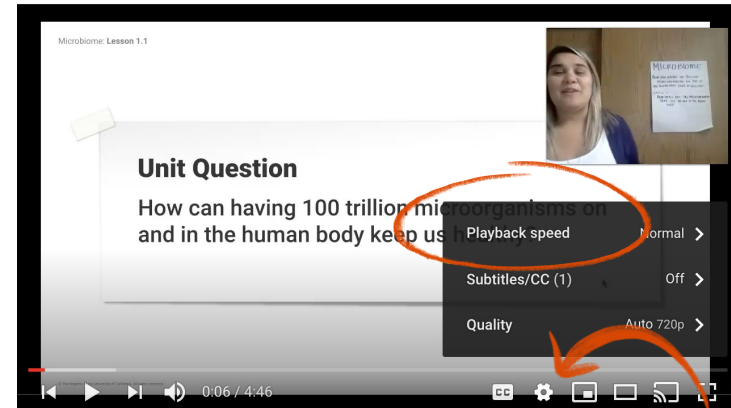 Microbiome: Lesson 1.1
MICROBIOME
Unit Question
How can having 100 trillion microorganisms on
and in the human body keep us healthy?
Playback speed
Normal
Subtitles/CC (1)
Off
Quality
Auto 720p
0:06 / 4:46
CC